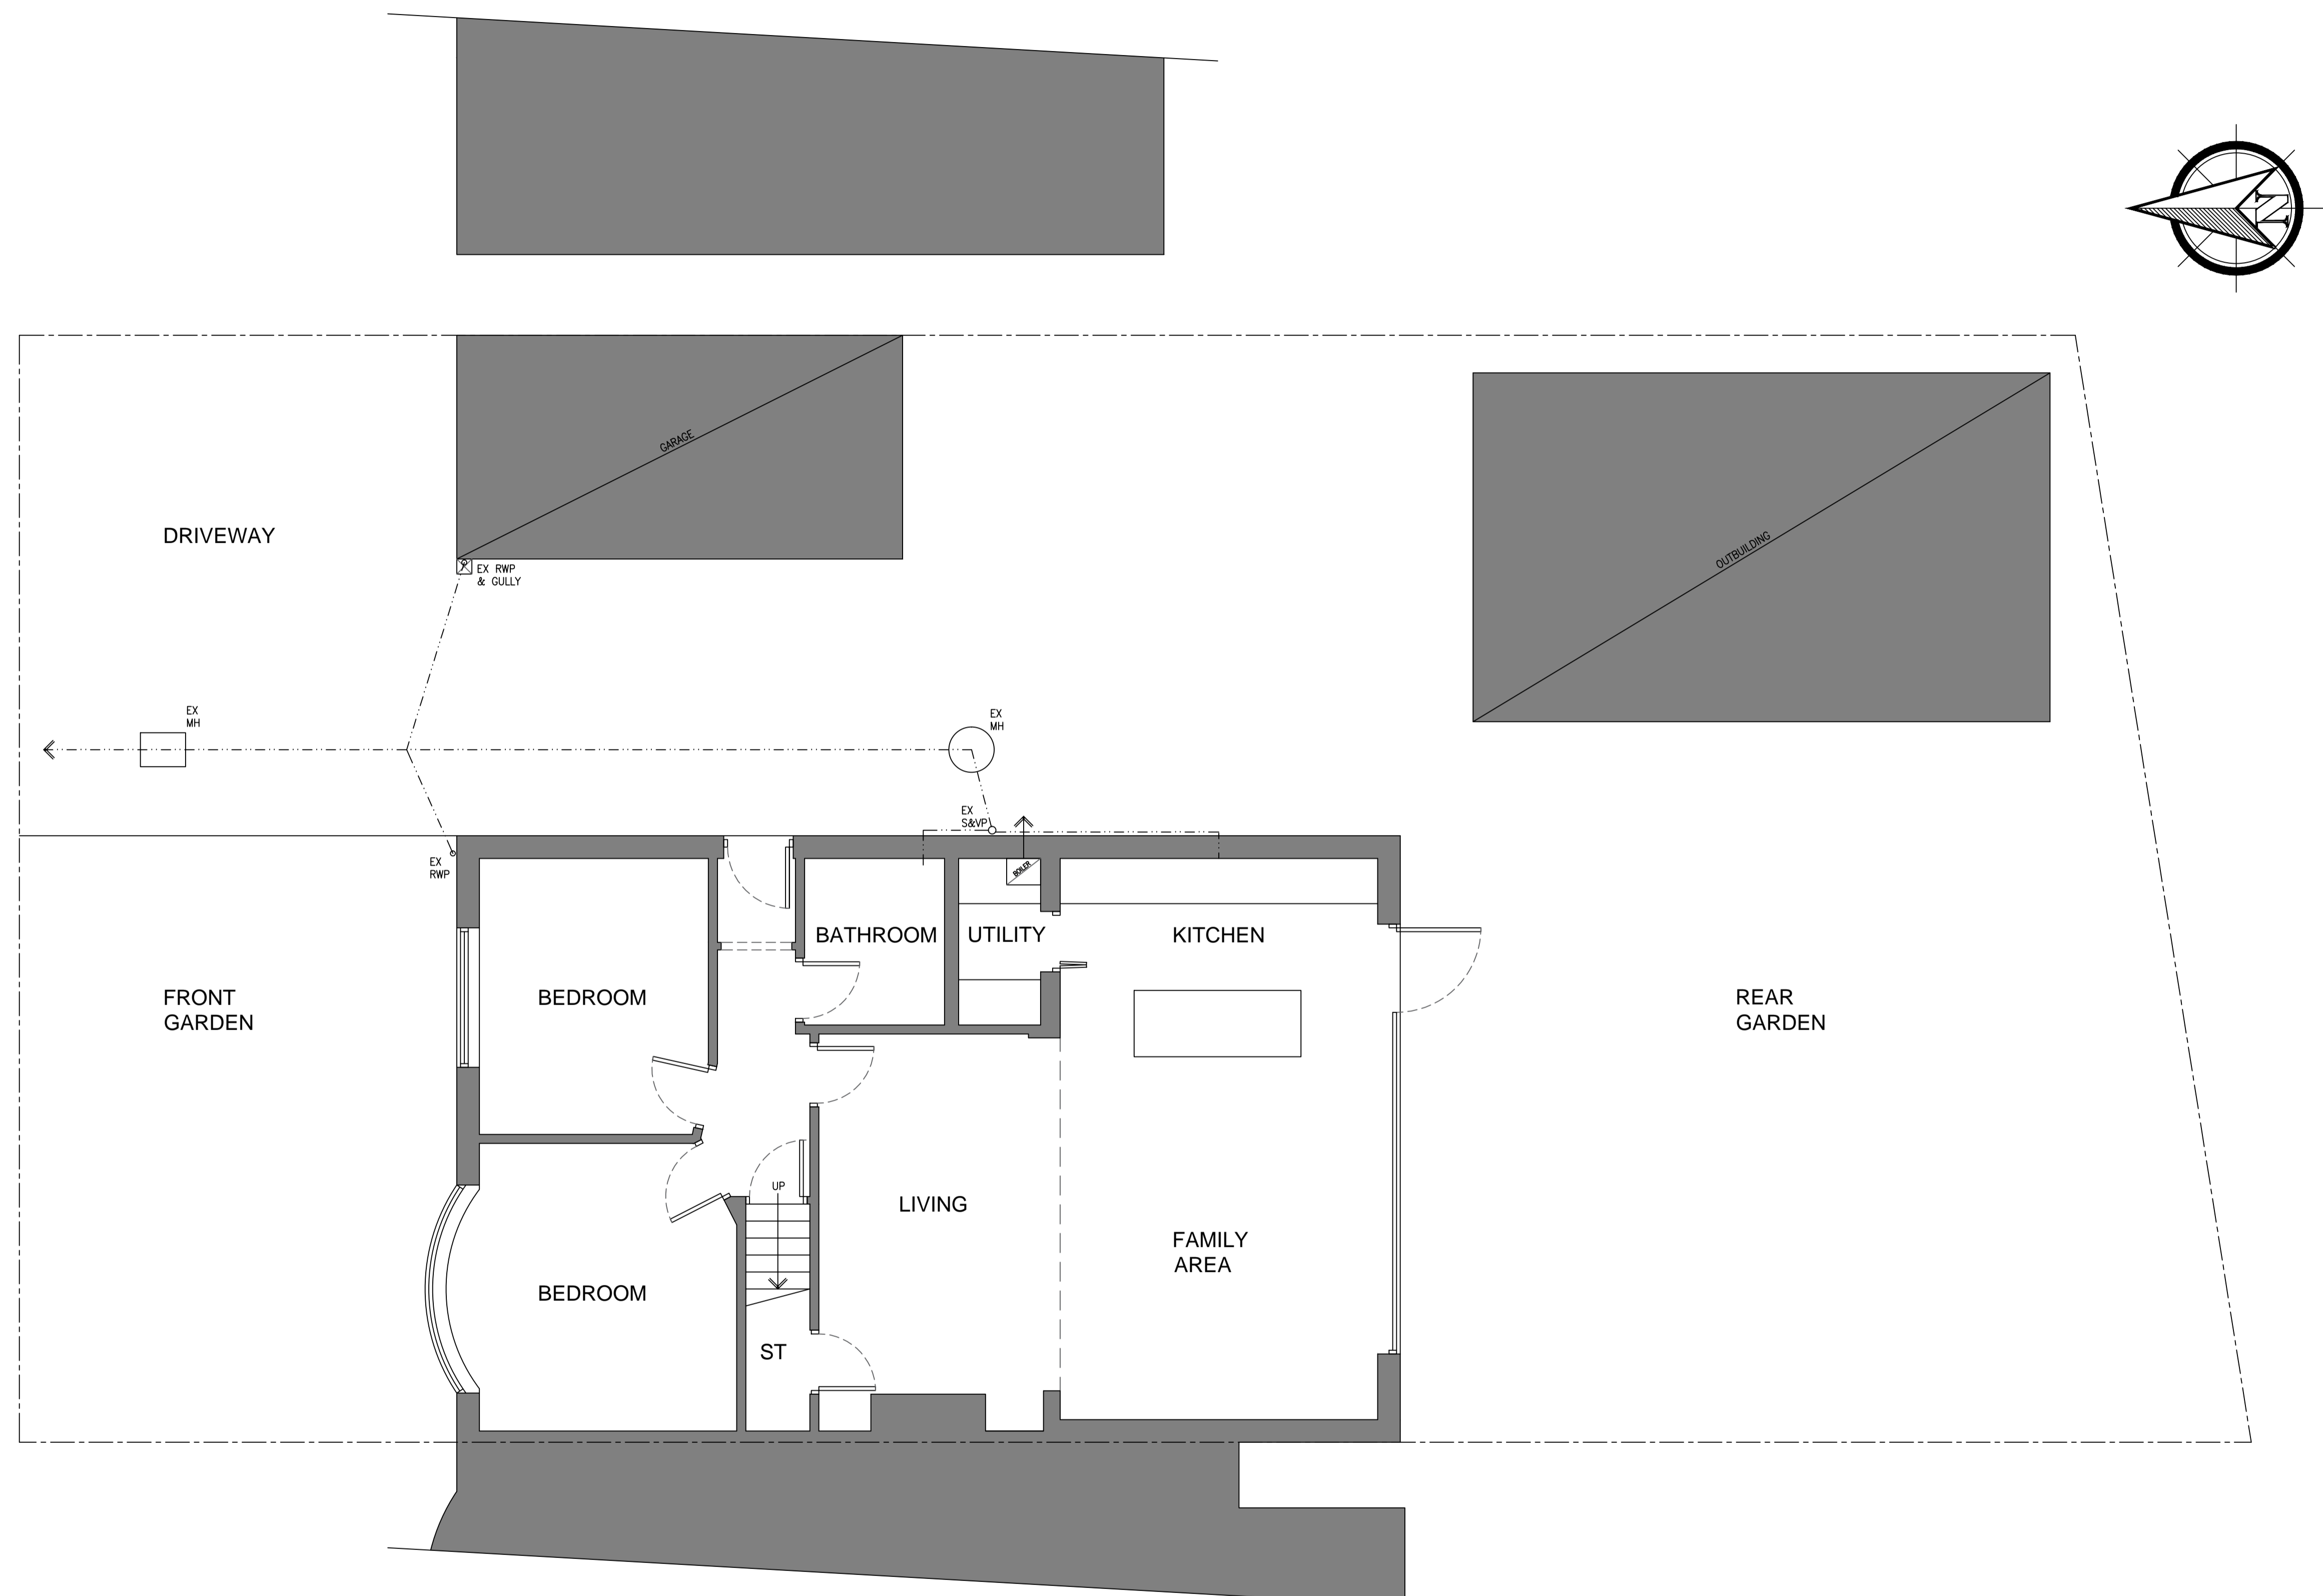 N
GARAGE
DRIVEWAY
OUTBUILDING
EX RWP
& GULLY
EX
MH
EX
MH
EX
S&VP
EX
RWP
BOILER
BATHROOM
UTILITY
KITCHEN
FRONT
GARDEN
BEDROOM
REAR
GARDEN
UP
LIVING
FAMILY
AREA
BEDROOM
ST